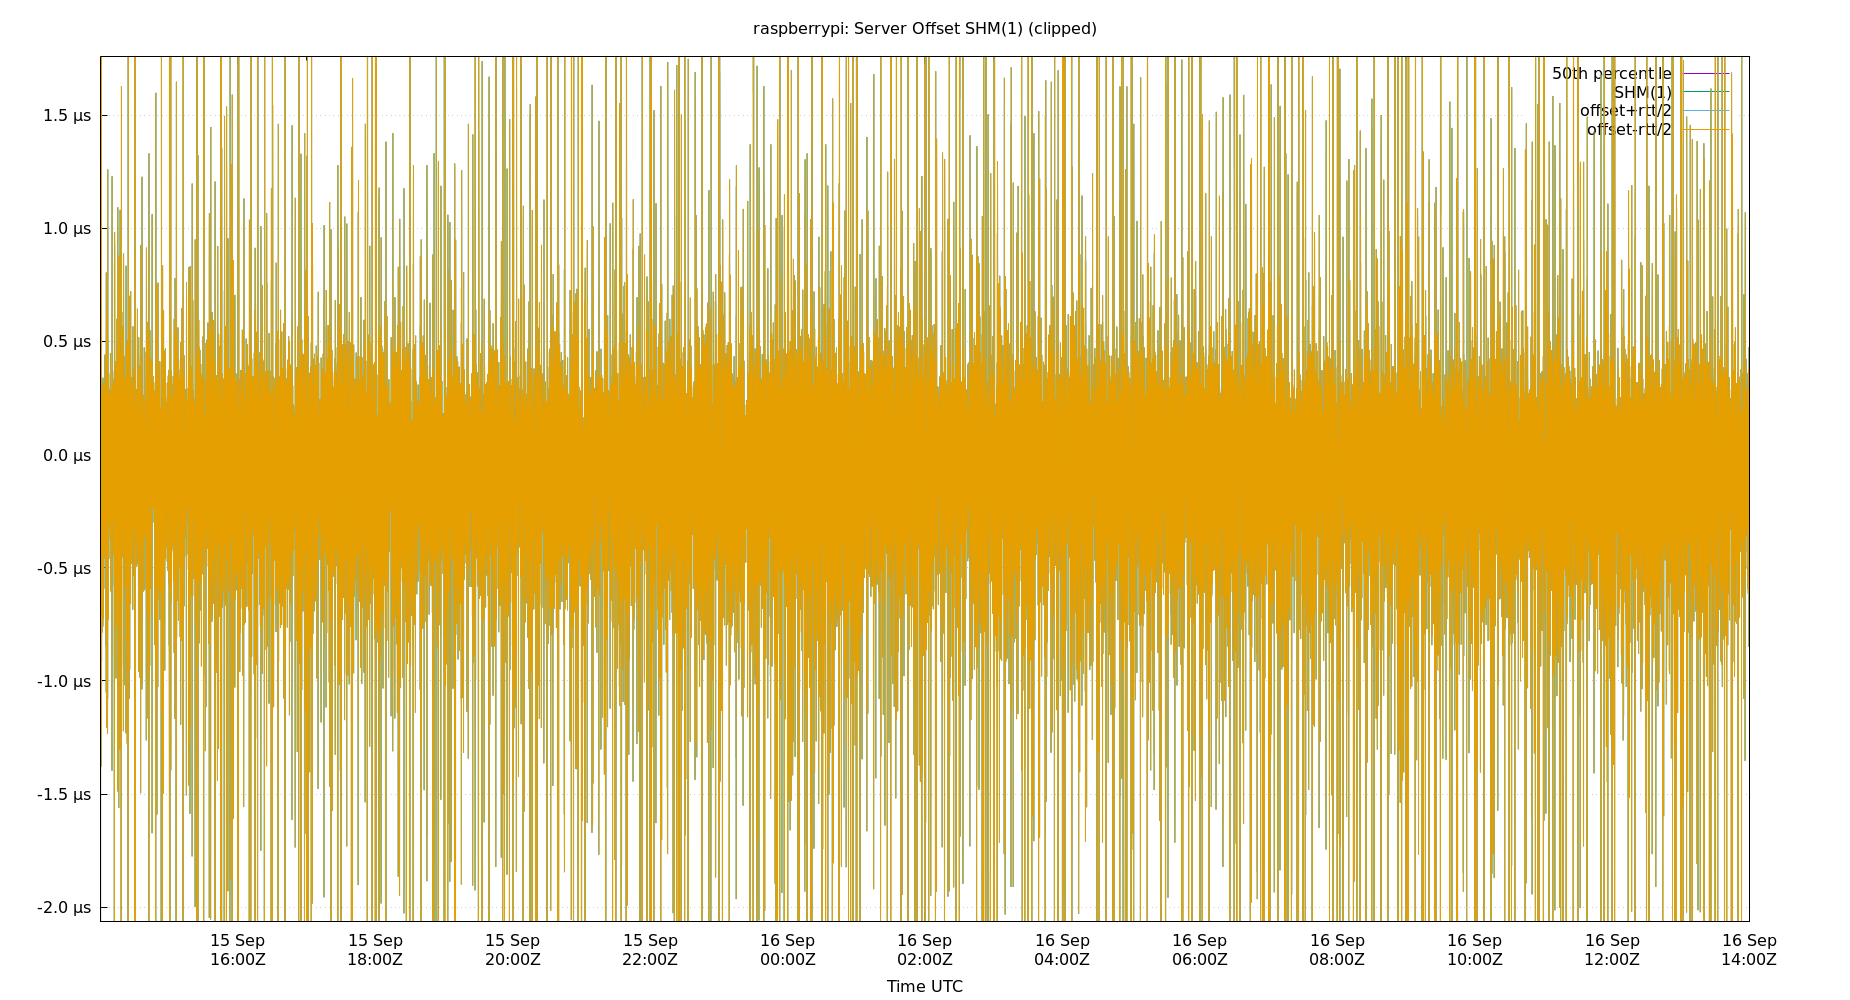 raspberrypi: Server Offset SHM(1) (clipped)
50th percentile
SHM(1)
offset+rtt/2
offset-rtt/2
1.5 µs
1.0 µs
0.5 µs
0.0 µs
-0.5 µs
-1.0 µs
-1.5 µs
-2.0 µs
15 Sep 15 Sep 15 Sep 15 Sep 16 Sep 16 Sep 16 Sep 16 Sep 16 Sep 16 Sep 16 Sep 16 Sep
16:00Z 18:00Z 20:00Z 22:00Z 00:00Z 02:00Z 04:00Z 06:00Z 08:00Z 10:00Z 12:00Z 14:00Z
Time UTC